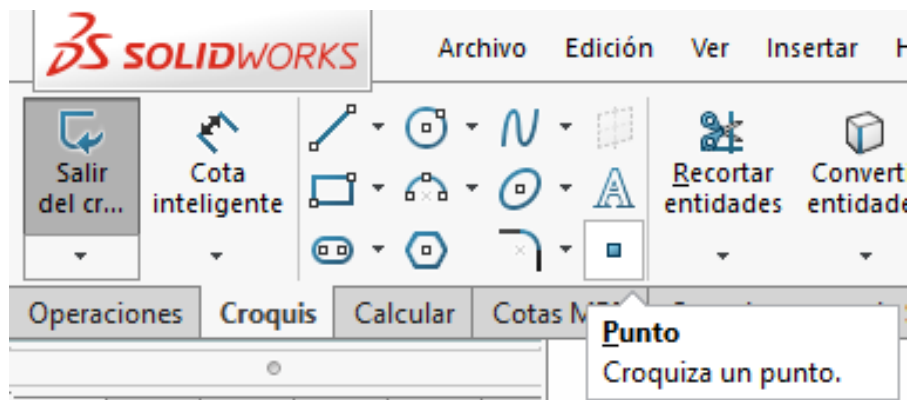 SOLIDWORKS
Archivo Edición Ver Insertar
Salir del cr...
Cota inteligente
A
Recortar entidades
Operaciones Croquis Calcular Cotas
Punto
Croquiza un punto.